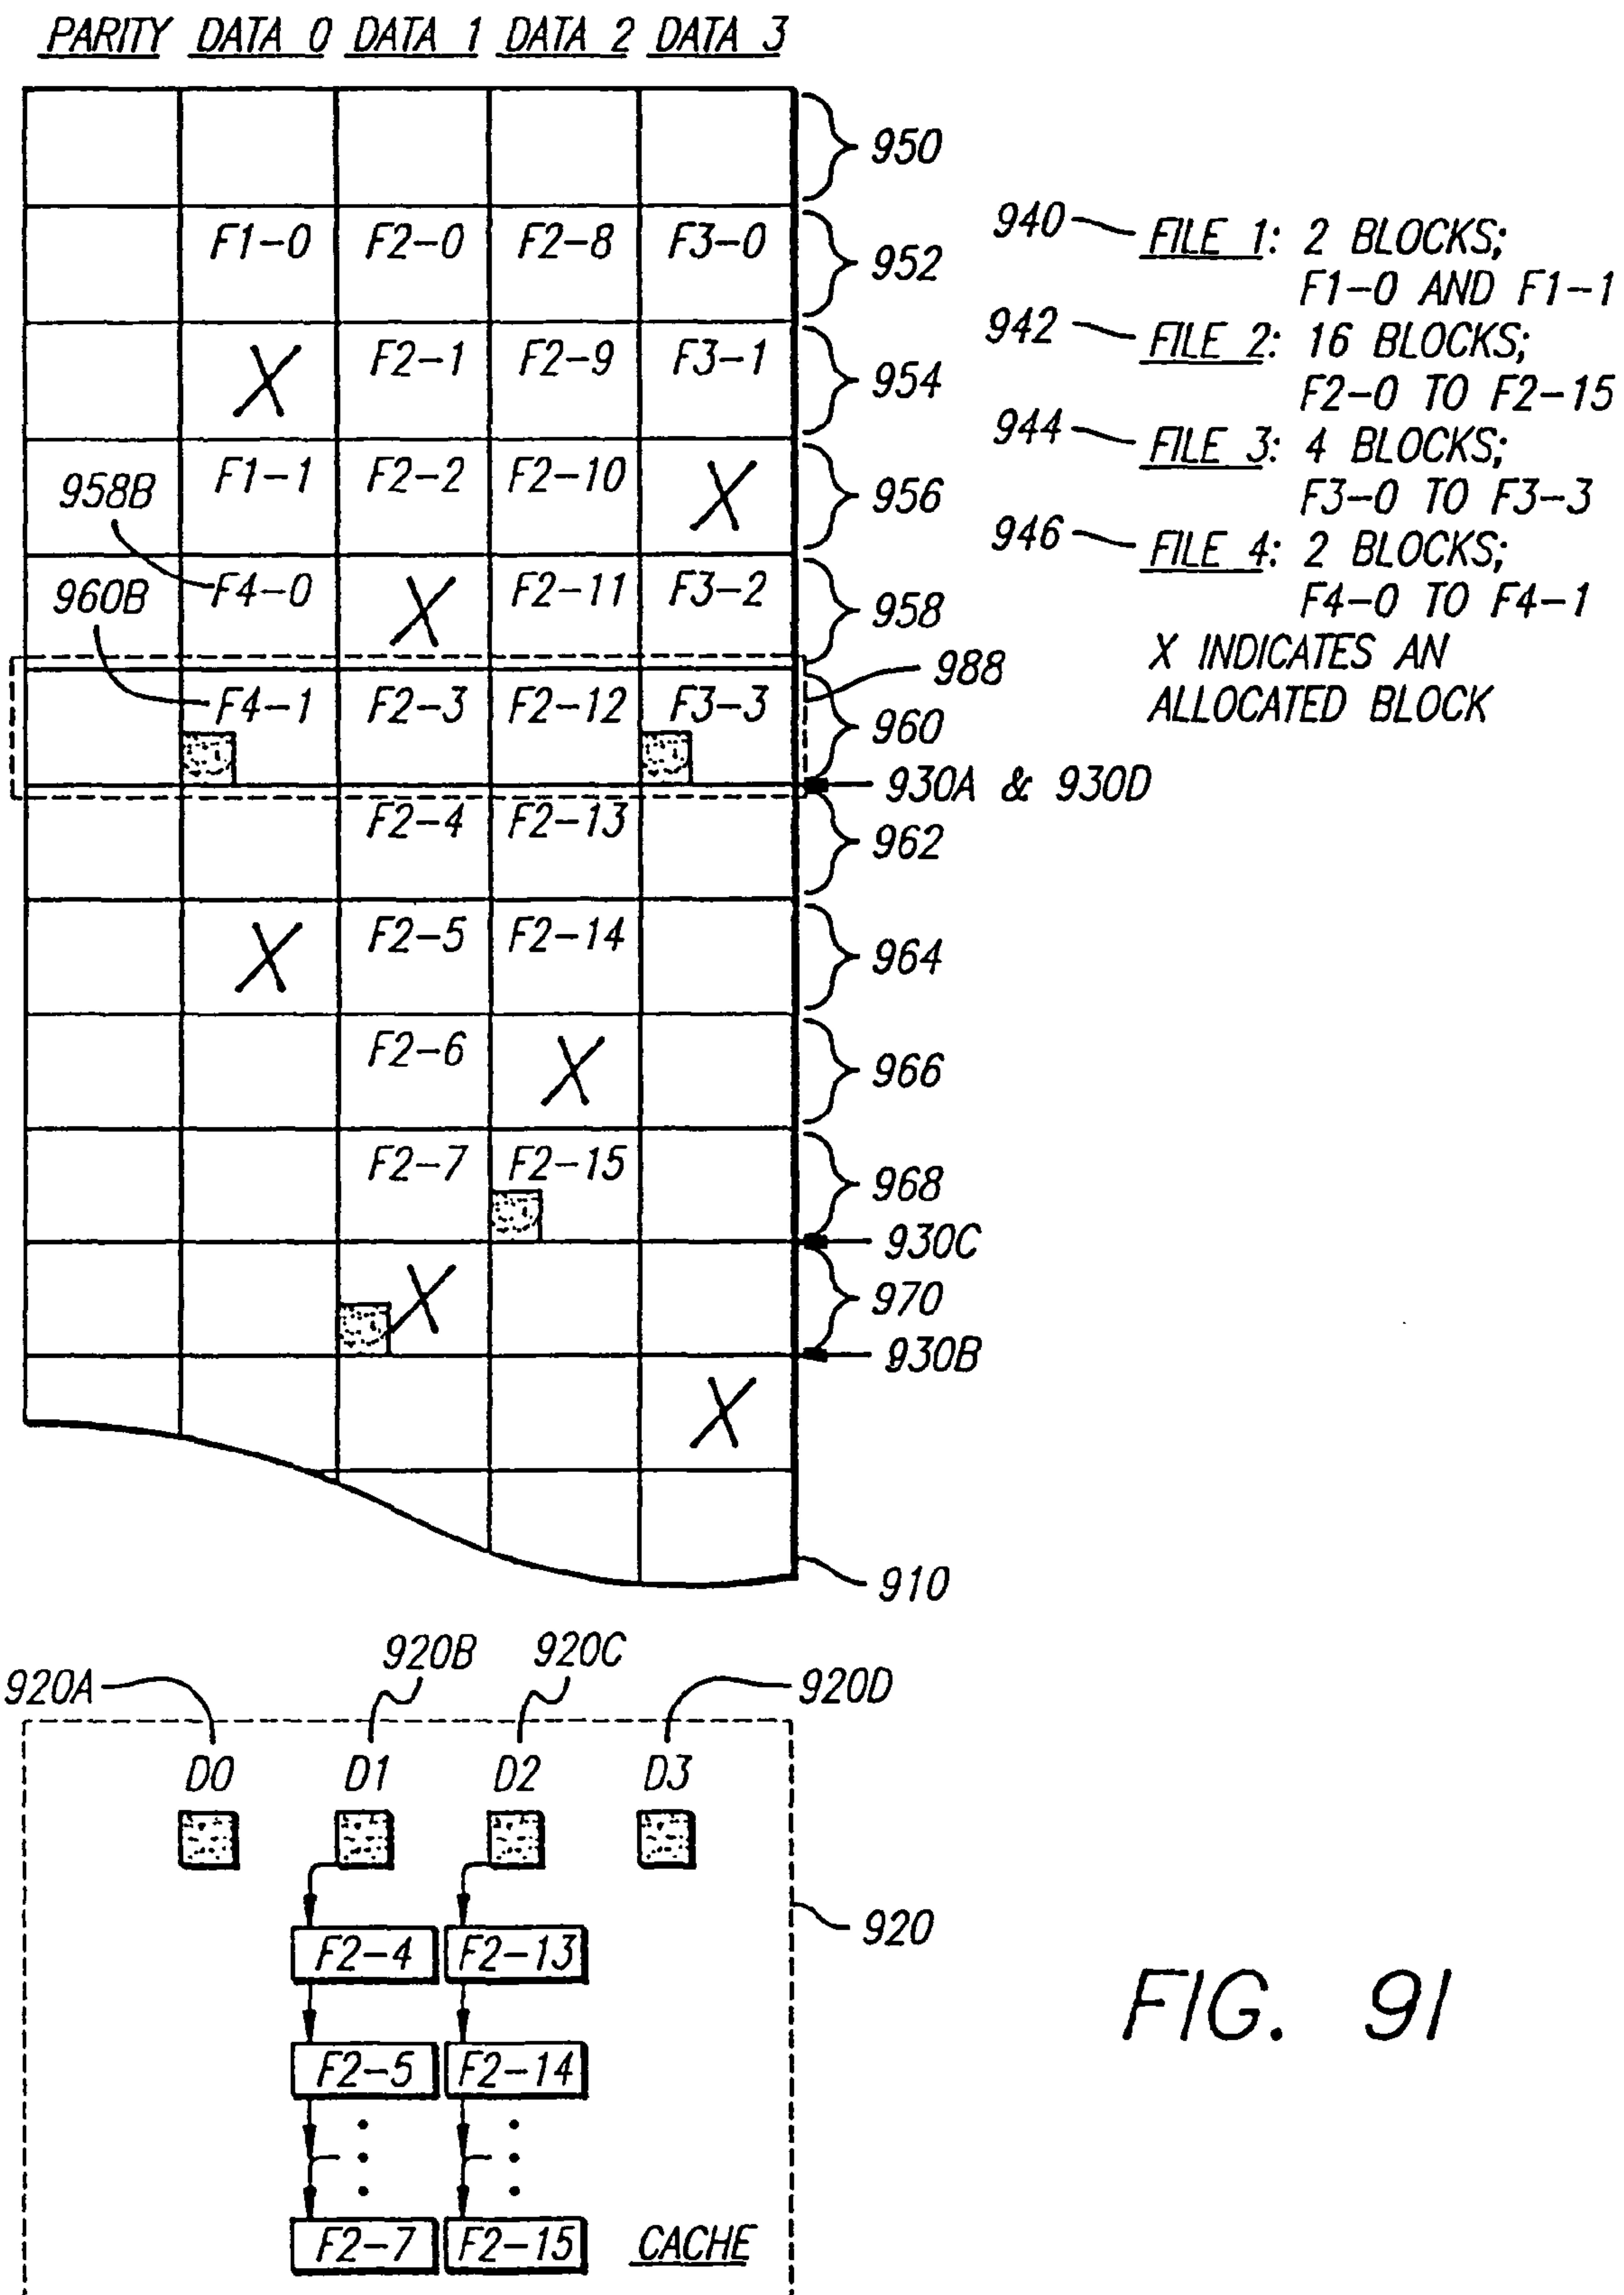 PARITY DATA 0 DATA 1 DATA 2 DATA 3
950
F1-0 F2-0 F2-8 F3-0 952
X F2-1 F2-9 F3-1 954
F1-1 F2-2 F2-10 X 956
958B
F4-0 X F2-11 F3-2 958
960B
988
F4-1 F2-3 F2-12 F3-3 960
930A & 930D
F2-4 F2-13 962
X F2-5 F2-14 964
F2-6 X 966
F2-7 F2-15 968
930C
X 970
930B
X
910
940 FILE 1: 2 BLOCKS;
F1-0 AND F1-1
942 FILE 2: 16 BLOCKS;
F2-0 TO F2-15
944 FILE 3: 4 BLOCKS;
F3-0 TO F3-3
946 FILE 4: 2 BLOCKS;
F4-0 TO F4-1
X INDICATES AN
ALLOCATED BLOCK
920A 920B 920C 920D
D0 D1 D2 D3
920
F2-4 F2-13
F2-5 F2-14
F2-7 F2-15 CACHE
FIG. 9I